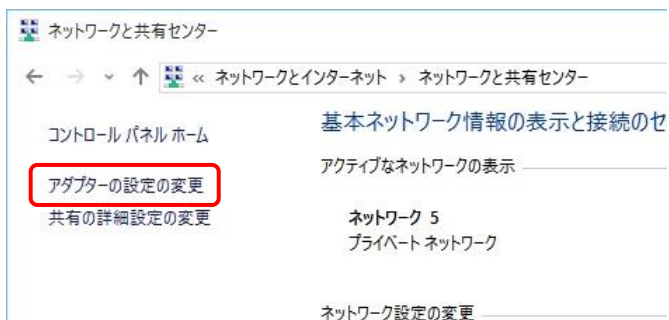 ネットワークと共有センター
« ネットワークとインターネット › ネットワークと共有センター
コントロール パネル ホーム
アダプターの設定の変更
共有の詳細設定の変更
基本ネットワーク情報の表示と接続のセ
アクティブなネットワークの表示
ネットワーク 5
プライベート ネットワーク
ネットワーク設定の変更